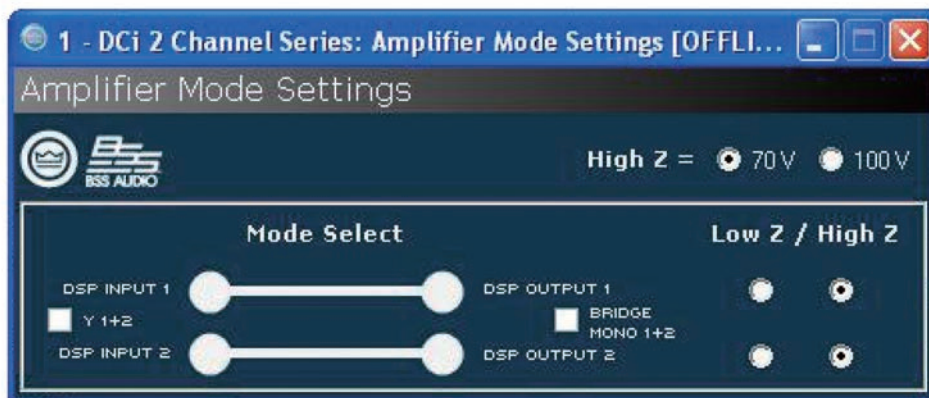 1 - DCi 2 Channel Series: Amplifier Mode Settings [OFFLI...
Amplifier Mode Settings
BSS
BSS AUDIO
High Z = 70V 100V
Mode Select
Low Z / High Z
DSP INPUT 1
DSP OUTPUT 1
Y 1+2
BRIDGE
MONO 1+2
DSP INPUT 2
DSP OUTPUT 2